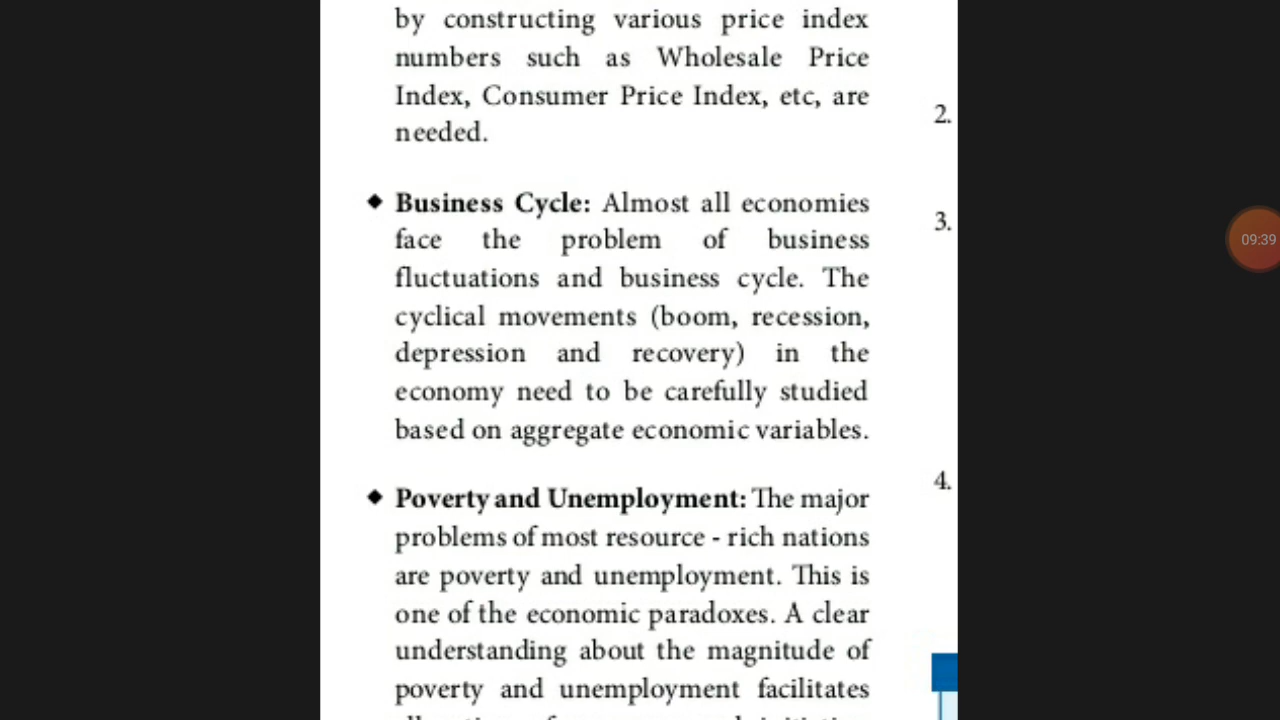 by constructing various price index
numbers such as Wholesale Price
Index, Consumer Price Index, etc, are
needed.
◆ Business Cycle: Almost all economies
face the problem of business
fluctuations and business cycle. The
cyclical movements (boom, recession,
depression and recovery) in the
economy need to be carefully studied
based on aggregate economic variables.
◆ Poverty and Unemployment: The major
problems of most resource - rich nations
are poverty and unemployment. This is
one of the economic paradoxes. A clear
understanding about the magnitude of
poverty and unemployment facilitates
2.
3.
4.
09:39